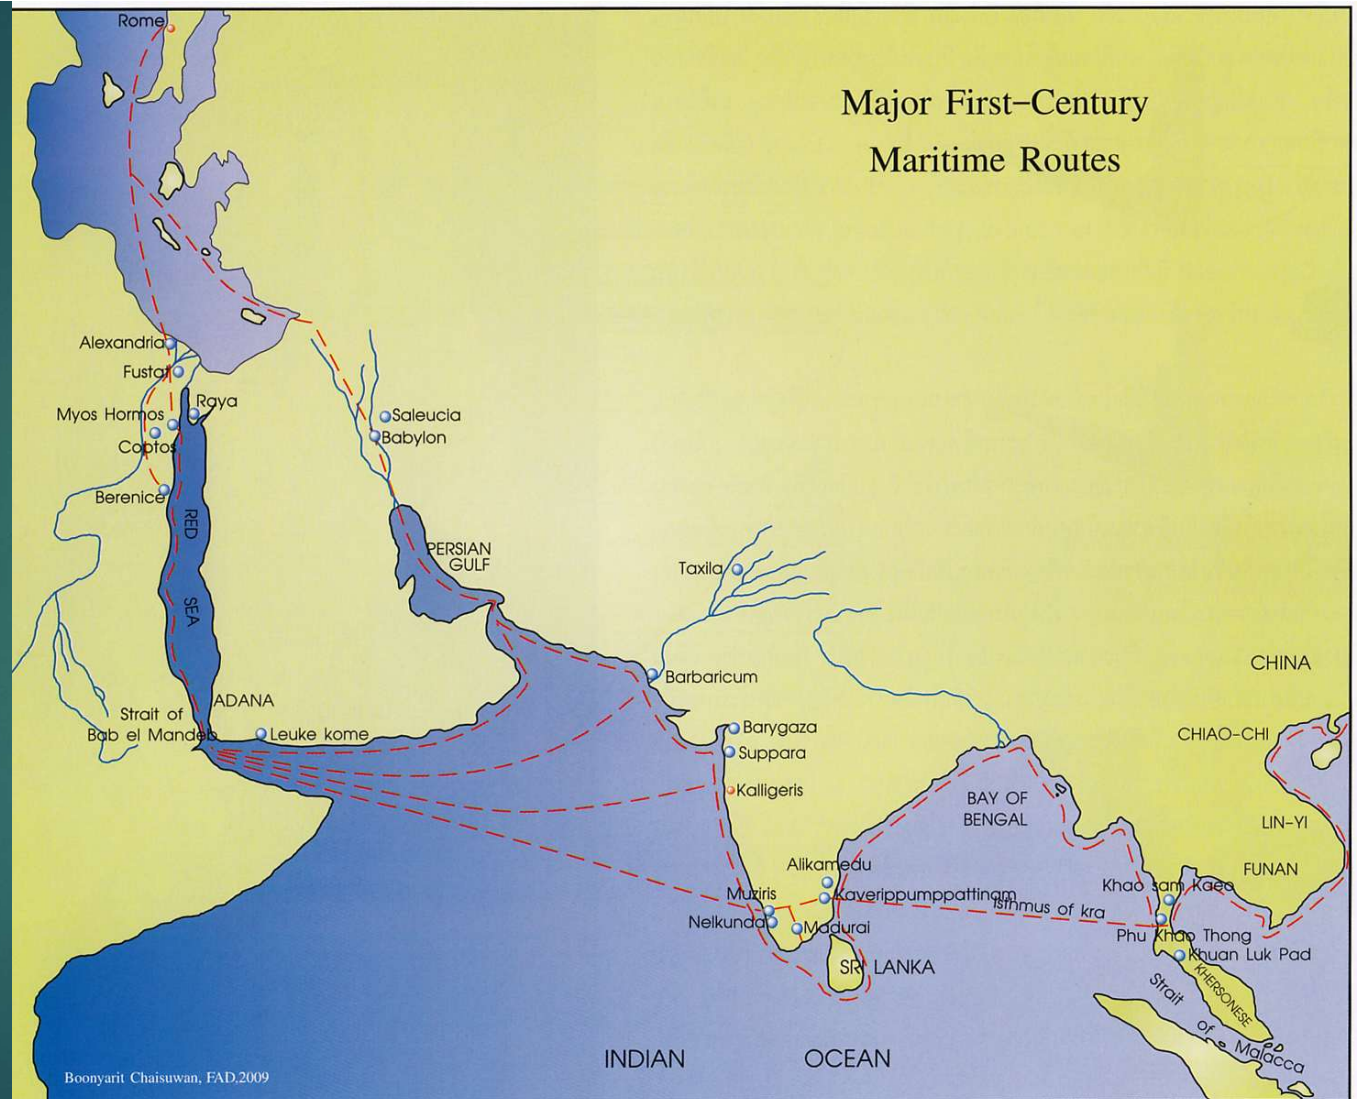 Rome
Major First-Century
Maritime Routes
Alexandria
Fustat
Raya
Myos Hormos
Coptos
Saleucia
Babylon
Berenice
RED
SEA
PERSIAN
GULF
Taxila
Barbaricum
CHINA
ADANA
Strait of
Bab el Mandeb
Leuke kome
Barygaza
Suppara
CHIAO-CHI
Kalligeris
BAY OF
BENGAL
LIN-YI
Alikamedu
FUNAN
Khao sam Kaeo
Muziris
Kaverippumppattinam
isthmus of kra
Nelkunda
Madurai
Phu Khao Thong
Khuan Luk Pad
SRI LANKA
KHERSONESE
Strait
of
Malacca
INDIAN OCEAN
Boonyarit Chaisuwan, FAD.2009